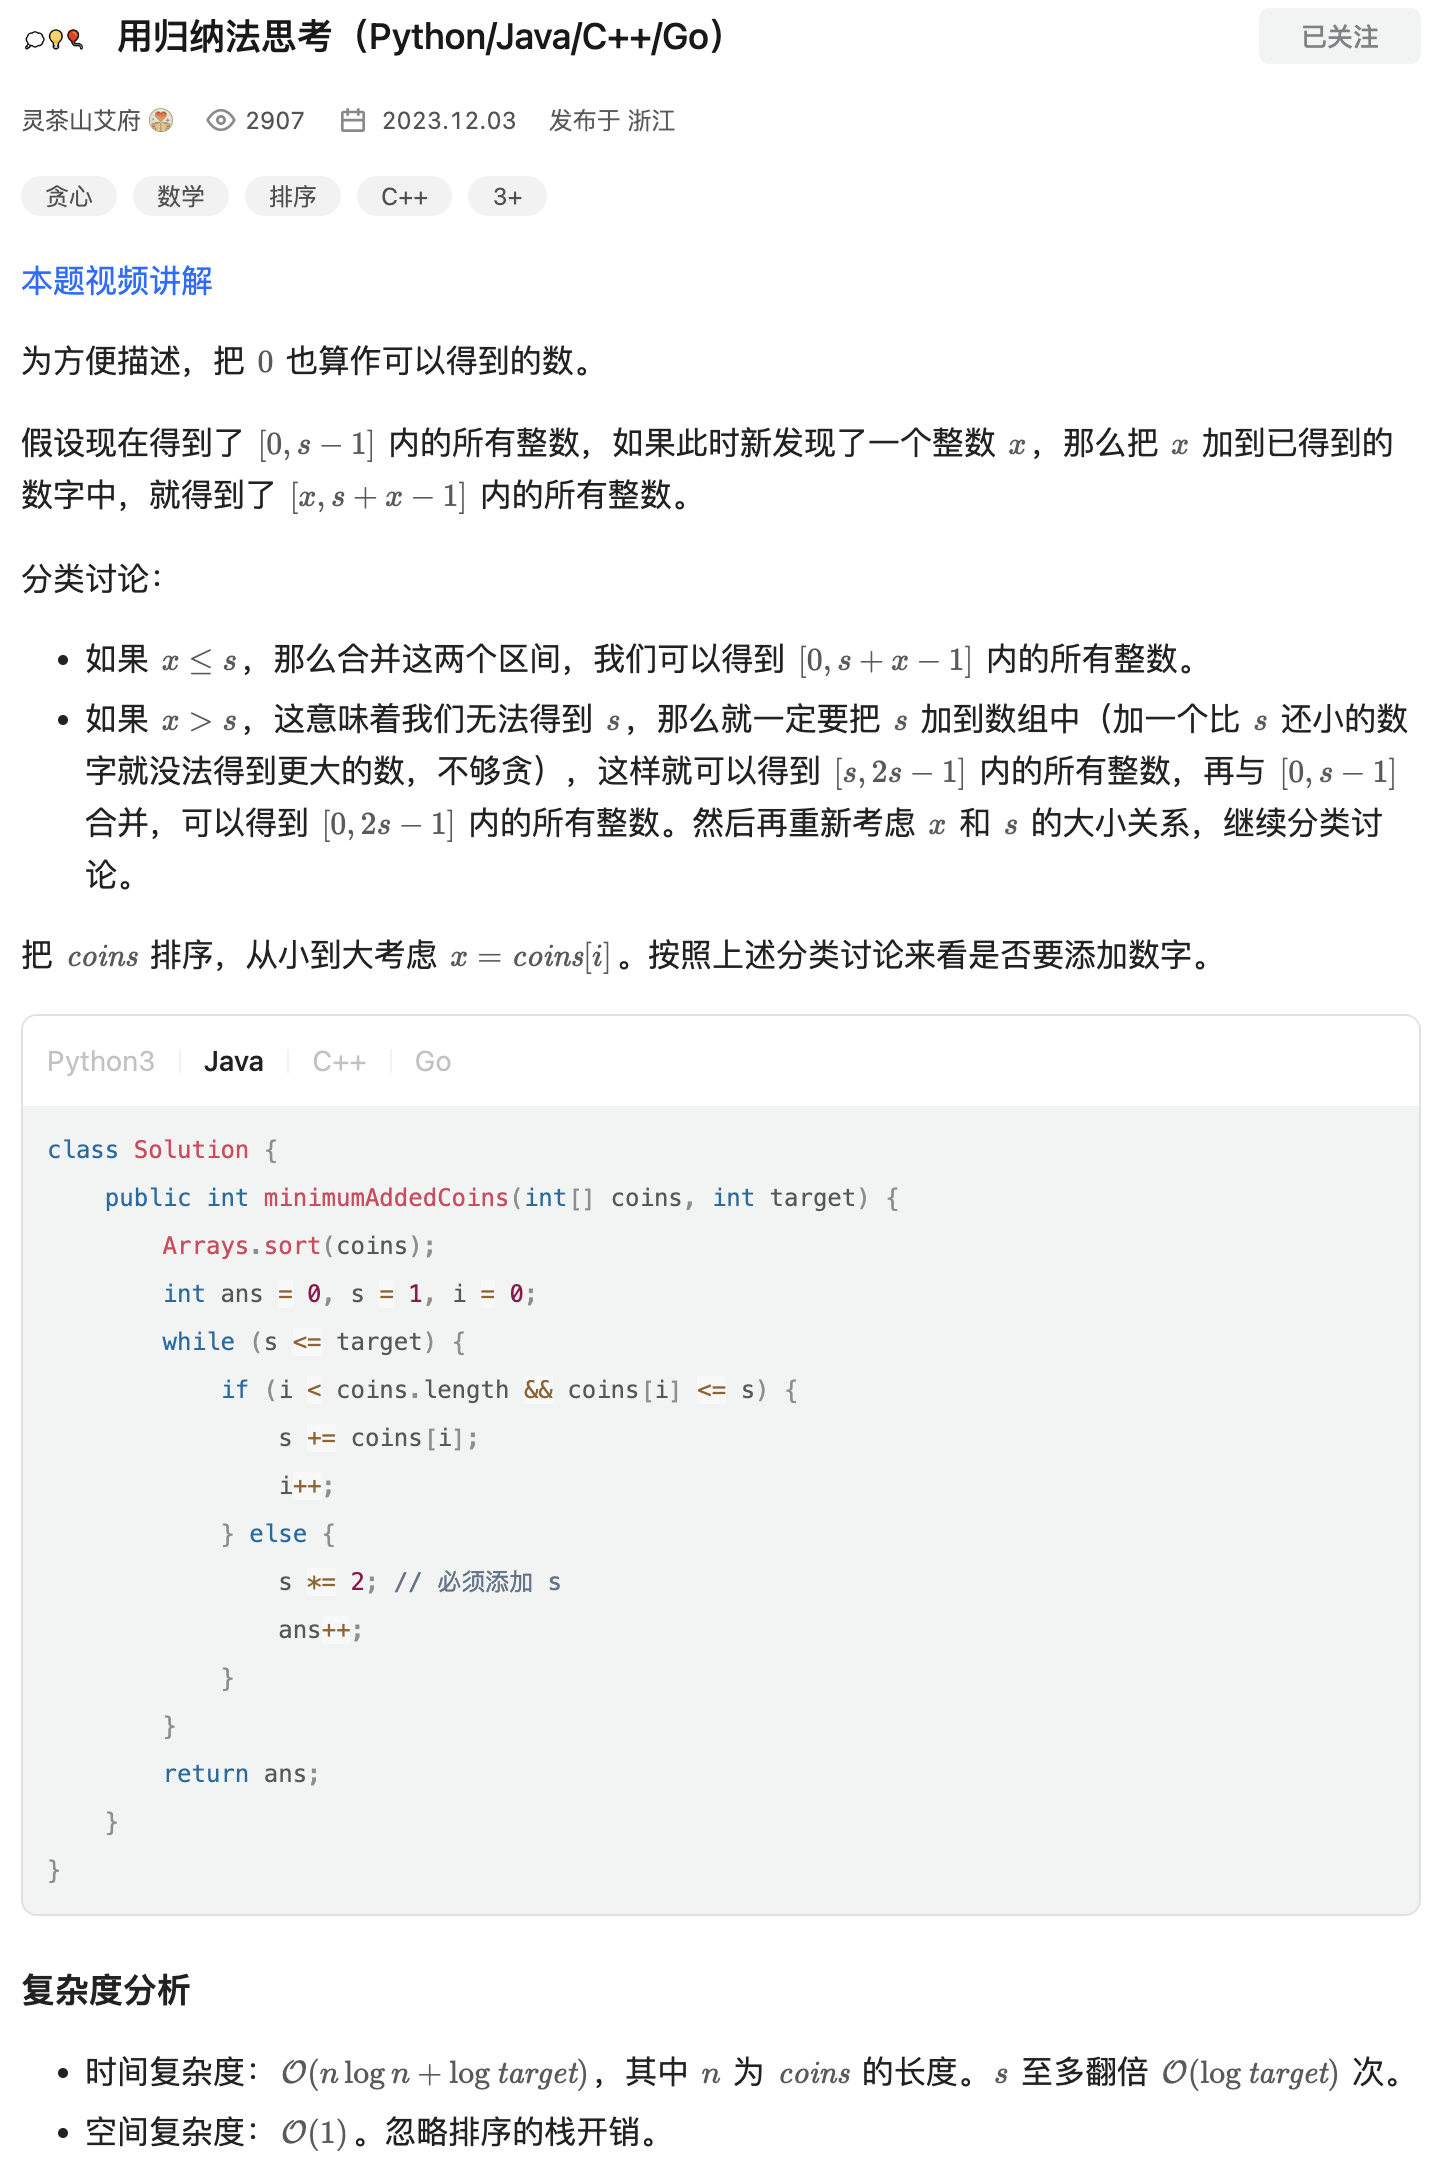 用归纳法思考（Python/Java/C++/Go）
已关注
灵茶山艾府 2907 2023.12.03 发布于 浙江
贪心 数学 排序 C++ 3+
本题视频讲解
为方便描述，把 0 也算作可以得到的数。
假设现在得到了 [0, s − 1] 内的所有整数，如果此时新发现了一个整数 x，那么把 x 加到已得到的
数字中，就得到了 [x, s + x − 1] 内的所有整数。
分类讨论：
• 如果 x ≤ s，那么合并这两个区间，我们可以得到 [0, s + x − 1] 内的所有整数。
• 如果 x > s，这意味着我们无法得到 s，那么就一定要把 s 加到数组中（加一个比 s 还小的数
字就没法得到更大的数，不够贪），这样就可以得到 [s, 2s − 1] 内的所有整数，再与 [0, s − 1]
合并，可以得到 [0, 2s − 1] 内的所有整数。然后再重新考虑 x 和 s 的大小关系，继续分类讨
论。
把 coins 排序，从小到大考虑 x = coins[i]。按照上述分类讨论来看是否要添加数字。
Python3 Java C++ Go
class Solution {
    public int minimumAddedCoins(int[] coins, int target) {
        Arrays.sort(coins);
        int ans = 0, s = 1, i = 0;
        while (s <= target) {
            if (i < coins.length && coins[i] <= s) {
                s += coins[i];
                i++;
            } else {
                s *= 2; // 必须添加 s
                ans++;
            }
        }
        return ans;
    }
}
复杂度分析
• 时间复杂度：O(n log n + log target)，其中 n 为 coins 的长度。s 至多翻倍 O(log target) 次。
• 空间复杂度：O(1)。忽略排序的栈开销。